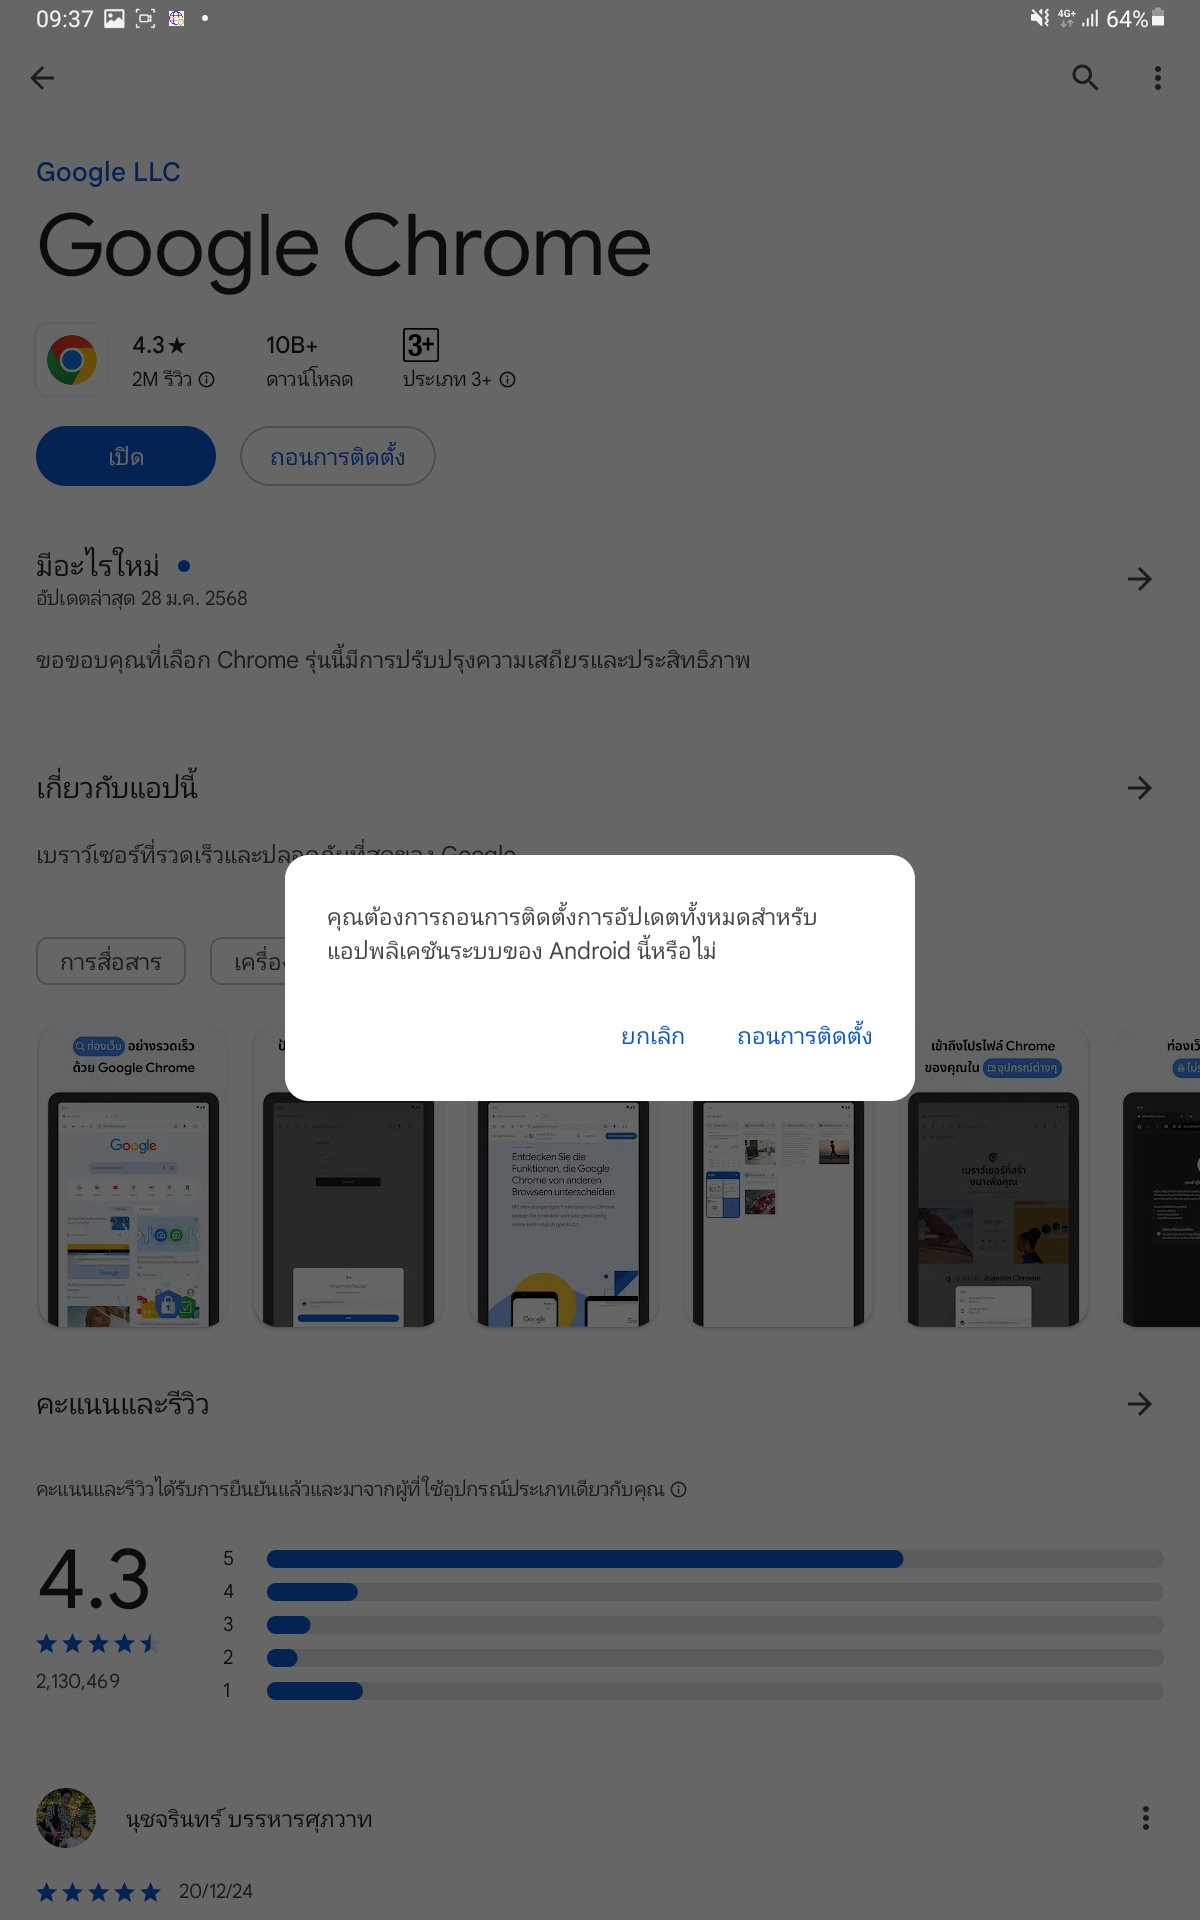 09:37
4G+ 64%
Google LLC
Google Chrome
4.3★ 10B+ 3+
2M รีวิว ดาวน์โหลด ประเภท 3+
เปิด ถอนการติดตั้ง
มีอะไรใหม่
อัปเดตล่าสุด 28 ม.ค. 2568
ขอขอบคุณที่เลือก Chrome รุ่นนี้มีการปรับปรุงความเสถียรและประสิทธิภาพ
เกี่ยวกับแอปนี้
เบราว์เซอร์ที่รวดเร็วและปลอดภัยที่สุดของ Google
คุณต้องการถอนการติดตั้งการอัปเดตทั้งหมดสำหรับ
แอปพลิเคชันระบบของ Android นี้หรือไม่
ยกเลิก ถอนการติดตั้ง
การสื่อสาร เครื่อง
ท่องเว็บ อย่างรวดเร็ว
ด้วย Google Chrome
Google
Entdecken Sie die
Funktionen, die Google
Chrome von anderen
Browsern unterscheiden
เข้าถึงโปรไฟล์ Chrome
ของคุณใน อุปกรณ์ต่างๆ
เบราว์เซอร์ที่สร้า
งมาเพื่อคุณ
คะแนนและรีวิว
คะแนนและรีวิวได้รับการยืนยันแล้วและมาจากผู้ที่ใช้อุปกรณ์ประเภทเดียวกับคุณ
4.3
2,130,469
5
4
3
2
1
นุชจรินทร์ บรรหารศุภวาท
20/12/24